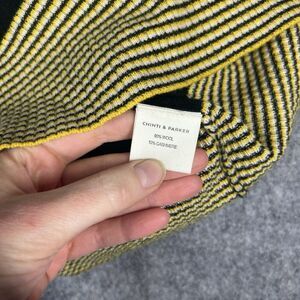 CHINTI & PARKER
90% WOOL
10% CASHMERE